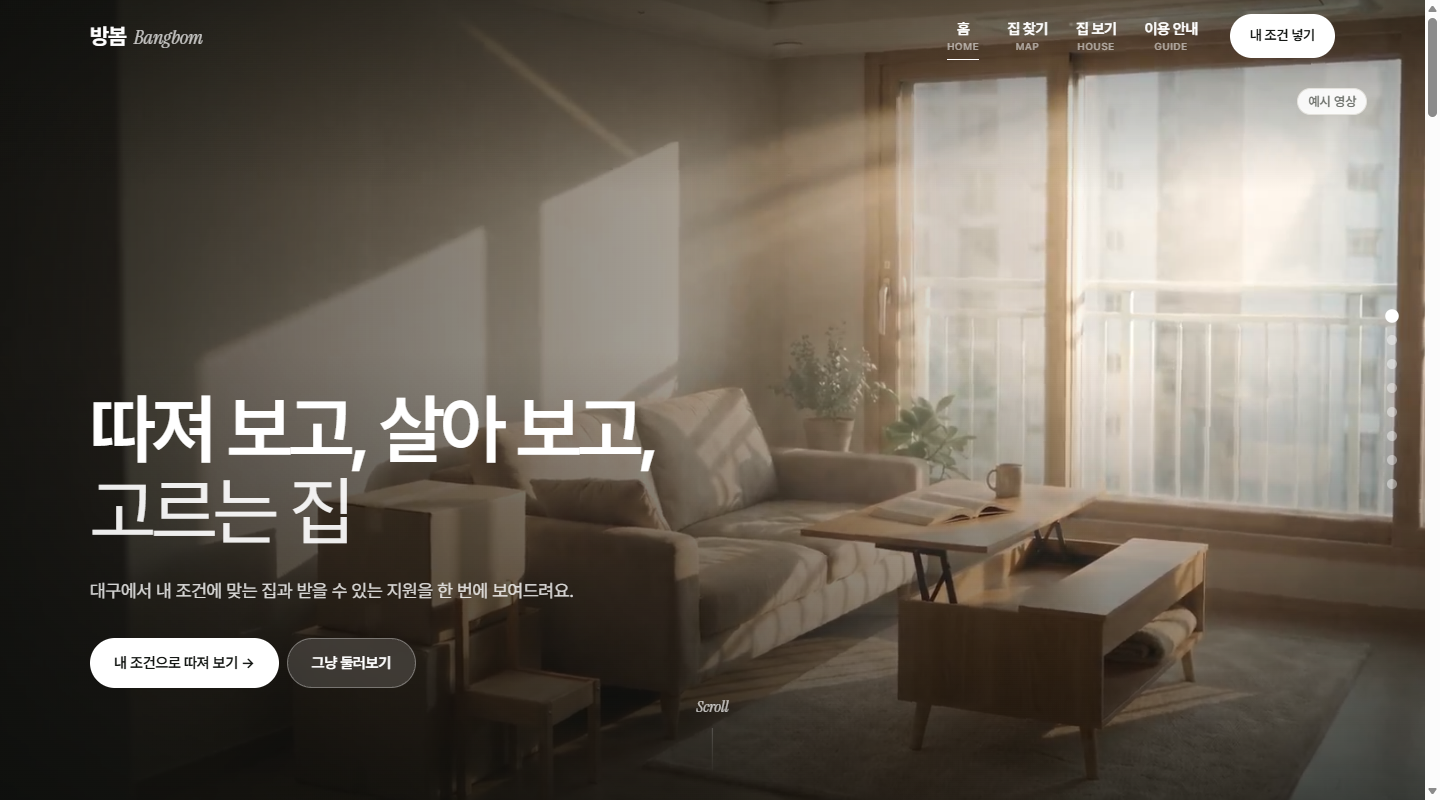 방봄 Bangbom
홈
HOME
집 찾기
MAP
집 보기
HOUSE
이용 안내
GUIDE
내 조건 넣기
예시 영상
따져 보고, 살아 보고,
고르는 집
대구에서 내 조건에 맞는 집과 받을 수 있는 지원을 한 번에 보여드려요.
내 조건으로 따져 보기 →
그냥 둘러보기
Scroll